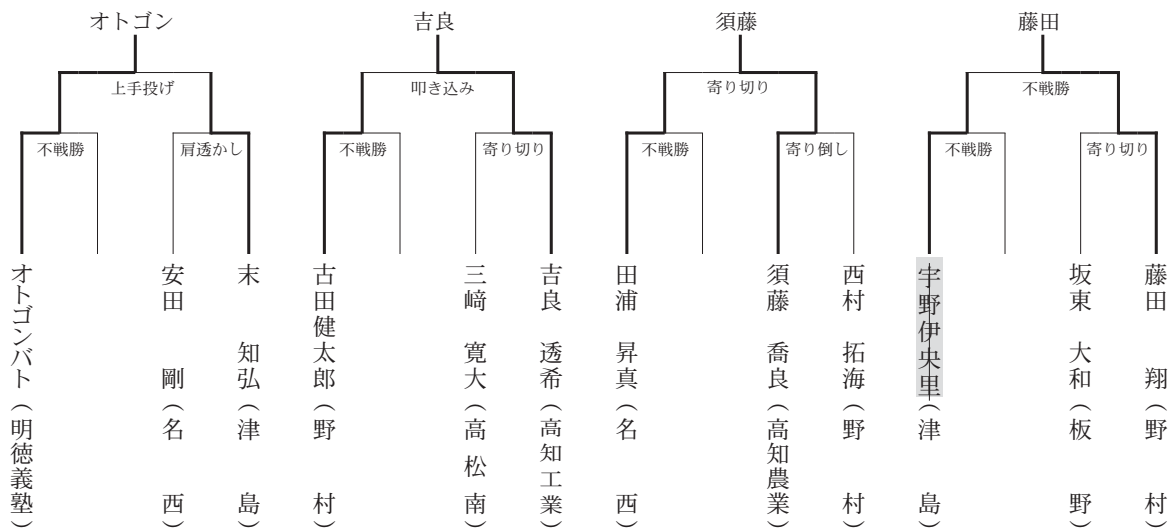 オトゴン
吉良
須藤
藤田
上手投げ
叩き込み
寄り切り
不戦勝
不戦勝
肩透かし
不戦勝
寄り切り
不戦勝
寄り倒し
不戦勝
寄り切り
オトゴンバト(明徳義塾)
安田 剛(名 西)
末 知弘(津 島)
古田健太郎(野 村)
三﨑 寛大(高松南)
吉良 透希(高知工業)
田浦 昇真(名 西)
須藤 喬良(高知農業)
西村 拓海(野 村)
宇野伊央里(津 島)
坂東 大和(板 野)
藤田 翔(野 村)